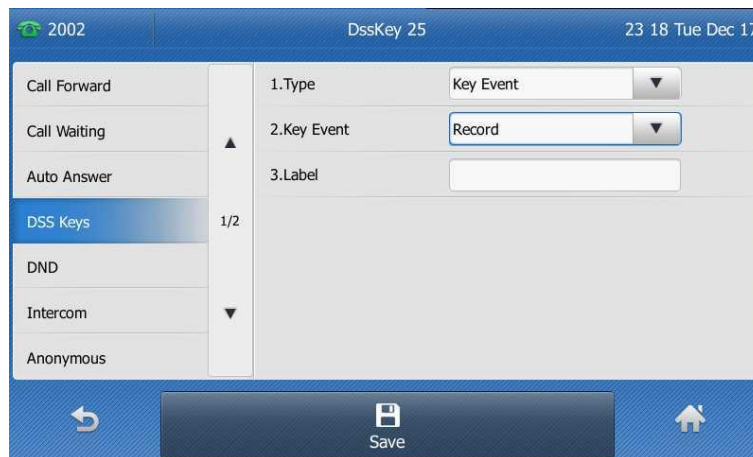 2002 DssKey 25 23 18 Tue Dec 17
Call Forward
Call Waiting
Auto Answer
DSS Keys
DND
Intercom
Anonymous
1/2
1.Type Key Event
2.Key Event Record
3.Label
Save